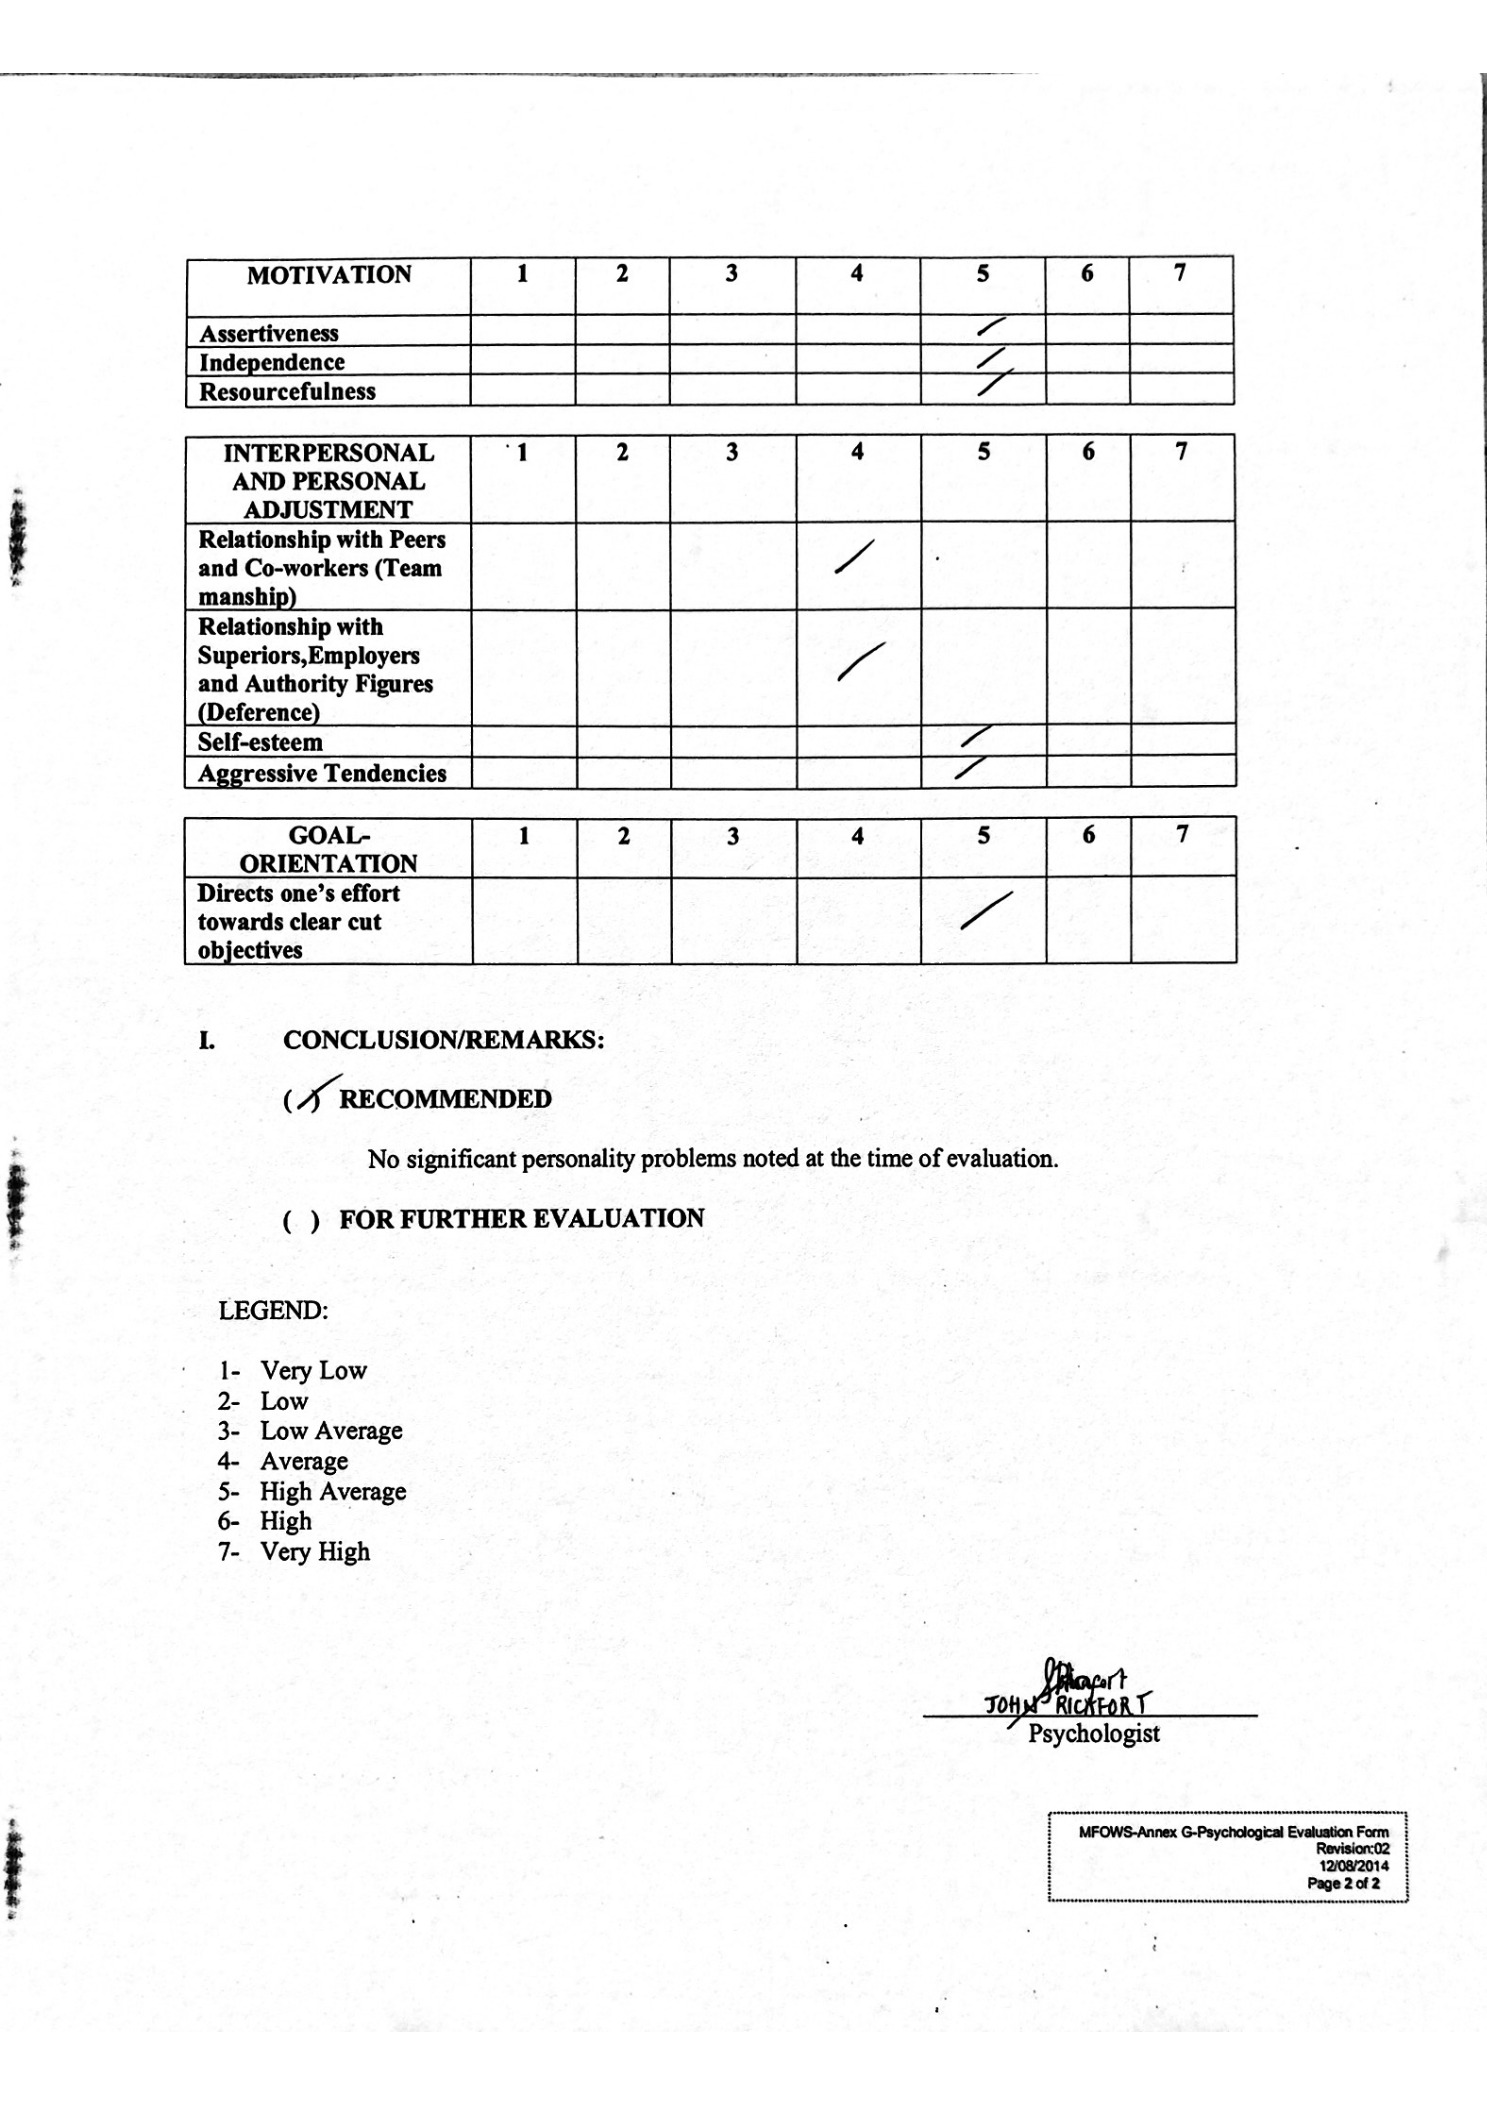 MOTIVATION 1 2 3 4 5 6 7
Assertiveness /
Independence /
Resourcefulness /
INTERPERSONAL 1 2 3 4 5 6 7
AND PERSONAL
ADJUSTMENT
Relationship with Peers
and Co-workers (Team /
manship)
Relationship with
Superiors,Employers /
and Authority Figures
(Deference)
Self-esteem /
Aggressive Tendencies /
GOAL- 1 2 3 4 5 6 7
ORIENTATION
Directs one's effort
towards clear cut /
objectives
I. CONCLUSION/REMARKS:
(/) RECOMMENDED
No significant personality problems noted at the time of evaluation.
( ) FOR FURTHER EVALUATION
LEGEND:
1- Very Low
2- Low
3- Low Average
4- Average
5- High Average
6- High
7- Very High
JOHN RICKFORT
Psychologist
MFOWS-Annex G-Psychological Evaluation Form
Revision:02
12/08/2014
Page 2 of 2